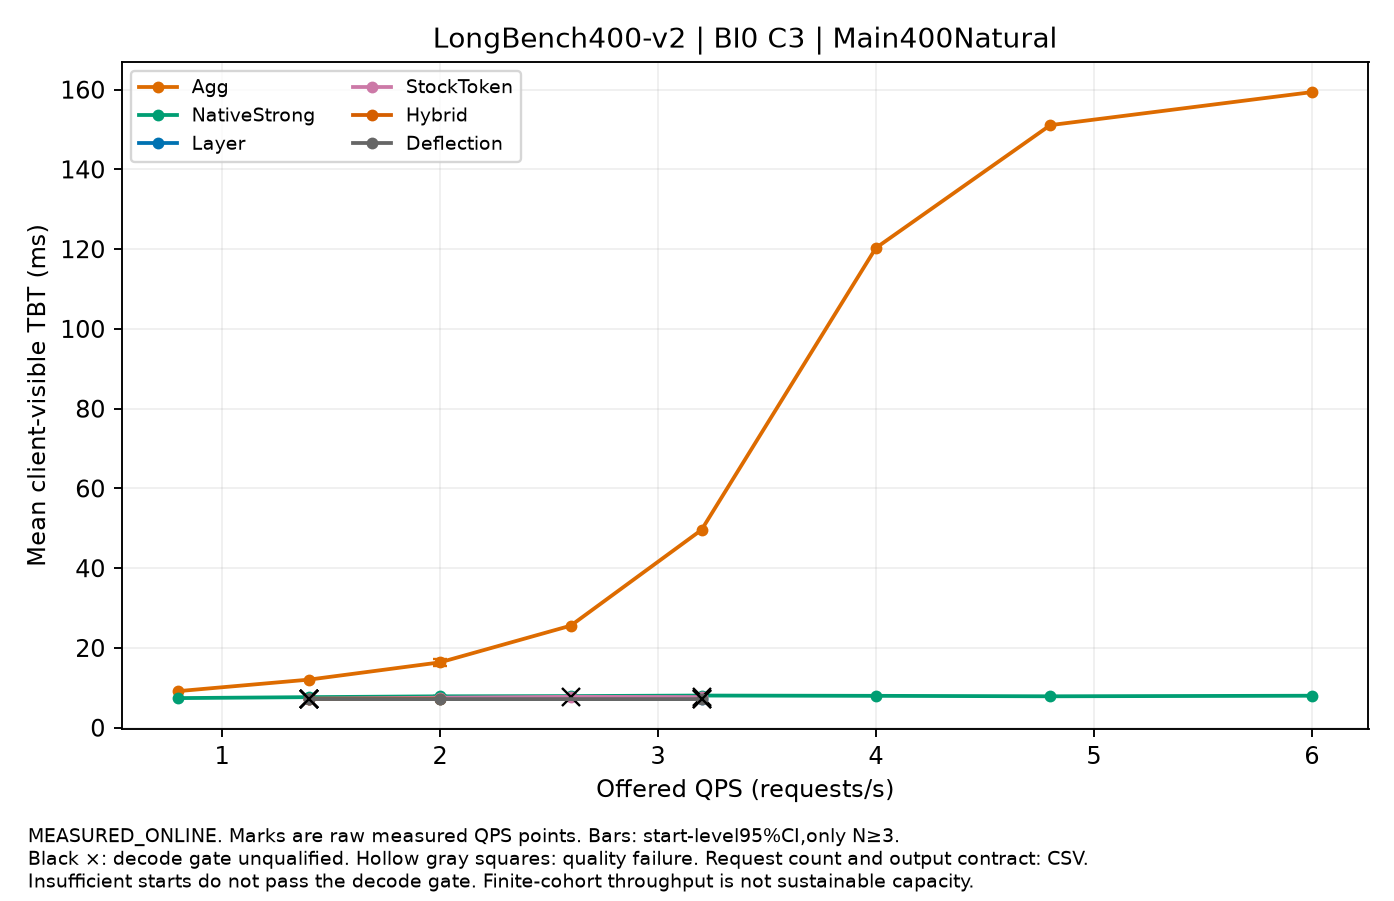 LongBench400-v2 | BI0 C3 | Main400Natural
Agg
NativeStrong
Layer
StockToken
Hybrid
Deflection
Mean client-visible TBT (ms)
160
140
120
100
80
60
40
20
0
1
2
3
4
5
6
Offered QPS (requests/s)
MEASURED_ONLINE. Marks are raw measured QPS points. Bars: start-level95%CI,only N≥3.
Black ×: decode gate unqualified. Hollow gray squares: quality failure. Request count and output contract: CSV.
Insufficient starts do not pass the decode gate. Finite-cohort throughput is not sustainable capacity.